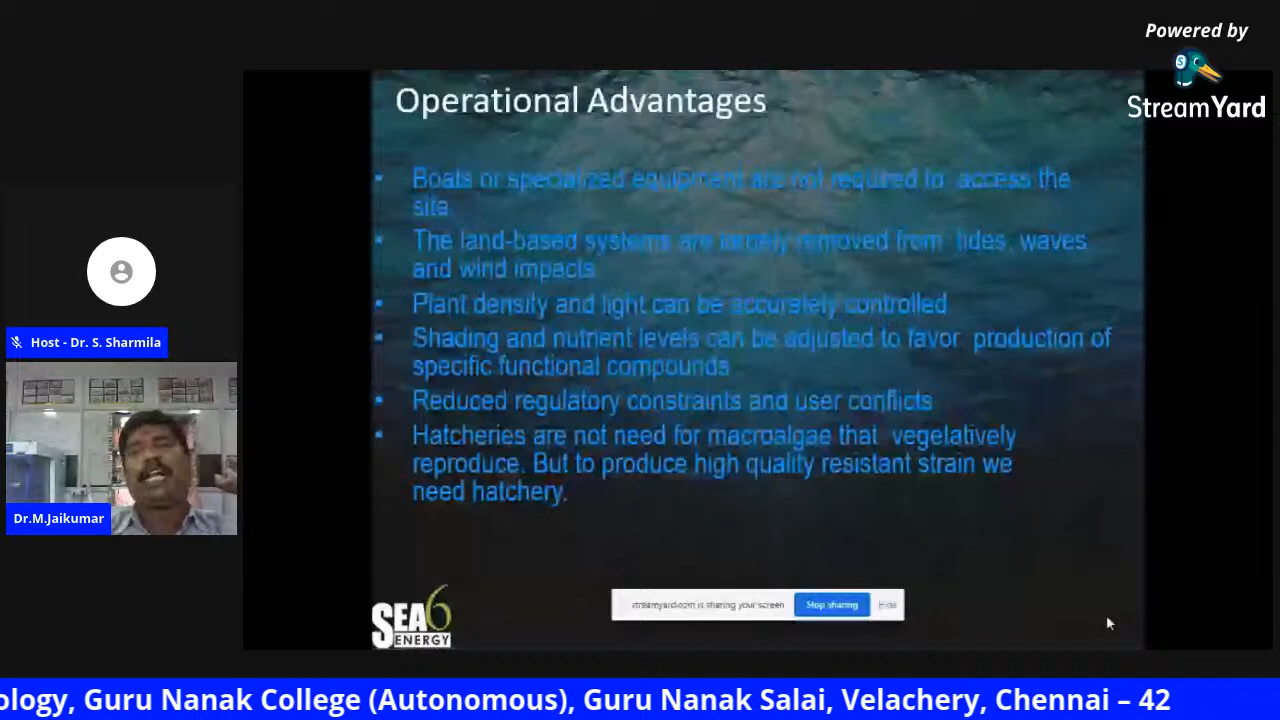 Powered by
StreamYard
Operational Advantages
• Boats or specialized equipment are not required to access the
site
• The land-based systems are largely removed from tides, waves
and wind impacts
• Plant density and light can be accurately controlled
• Shading and nutrient levels can be adjusted to favor production of
specific functional compounds
• Reduced regulatory constraints and user conflicts
• Hatcheries are not need for macroalgae that vegelatively
reproduce. But to produce high quality resistant strain we
need hatchery.
Host - Dr. S. Sharmila
Dr.M.Jaikumar
SEA6
ENERGY
streamyard.com is sharing your screen
Stop sharing
Hide
ology, Guru Nanak College (Autonomous), Guru Nanak Salai, Velachery, Chennai – 42